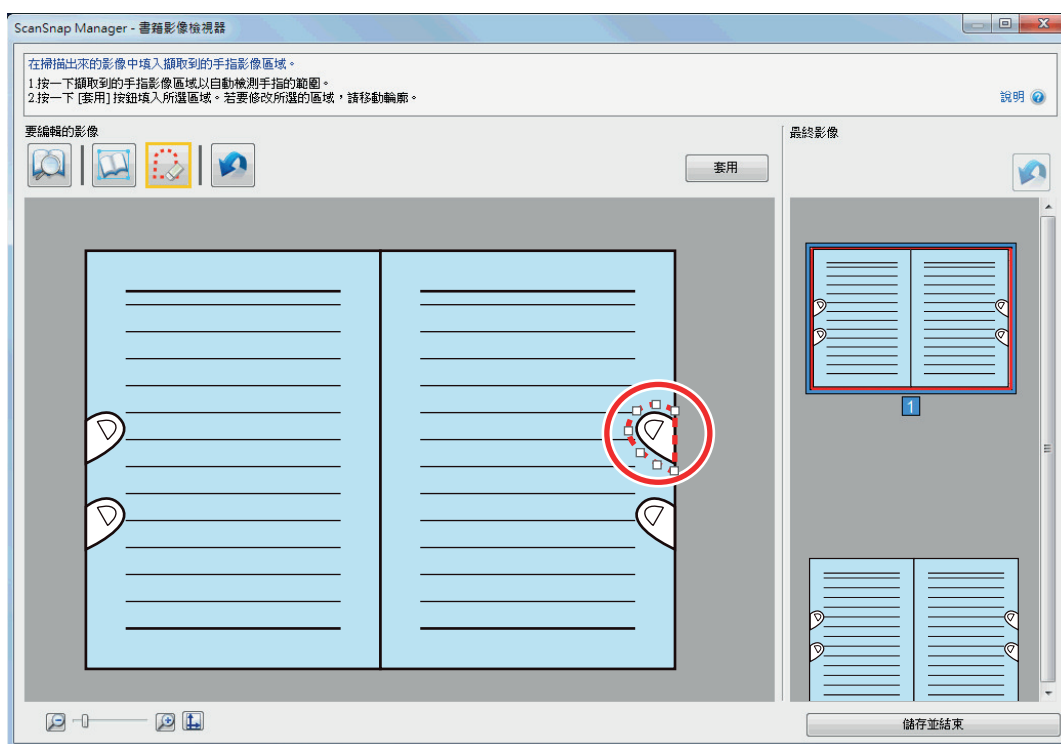 ScanSnap Manager - 書籍影像檢視器
在掃描出來的影像中填入擷取到的手指影像區域。
1.按一下擷取到的手指影像區域以自動檢測手指的範圍。
2.按一下 [套用] 按鈕填入所選區域。若要修改所選的區域，請移動輪廓。
說明
要編輯的影像
套用
最終影像
1
儲存並結束